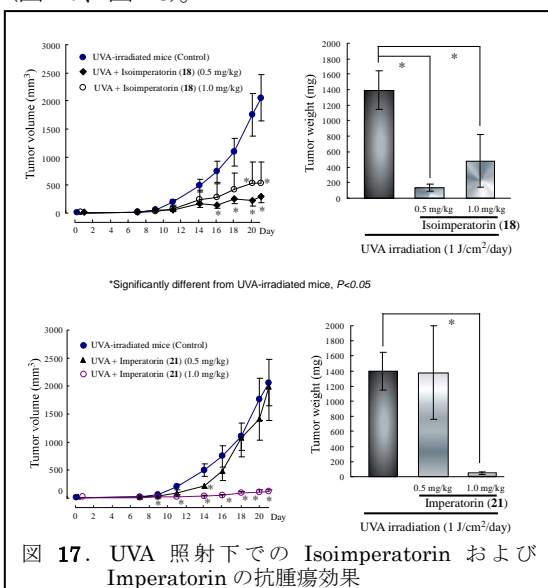 Tumor volume (mm³)
3000
2500
2000
1500
1000
500
0
UVA-irradiated mice (Control)
UVA + Isoimperatorin (18) (0.5 mg/kg)
UVA + Isoimperatorin (18) (1.0 mg/kg)
* * * * * *
0 2 4 6 8 10 12 14 16 18 20 Day
Tumor weight (mg)
2000
1800
1600
1400
1200
1000
800
600
400
200
0
* *
0.5 mg/kg 1.0 mg/kg
Isoimperatorin (18)
UVA irradiation (1 J/cm²/day)
*Significantly different from UVA-irradiated mice, P<0.05
Tumor volume (mm³)
3000
2500
2000
1500
1000
500
0
UVA-irradiated mice (Control)
UVA + Imperatorin (21) (0.5 mg/kg)
UVA + Imperatorin (21) (1.0 mg/kg)
* * * * * * * *
0 2 4 6 8 10 12 14 16 18 20 Day
Tumor weight (mg)
2000
1800
1600
1400
1200
1000
800
600
400
200
0
*
0.5 mg/kg 1.0 mg/kg
Imperatorin (21)
UVA irradiation (1 J/cm²/day)
図 17. UVA 照射下での Isoimperatorin および
Imperatorin の抗腫瘍効果